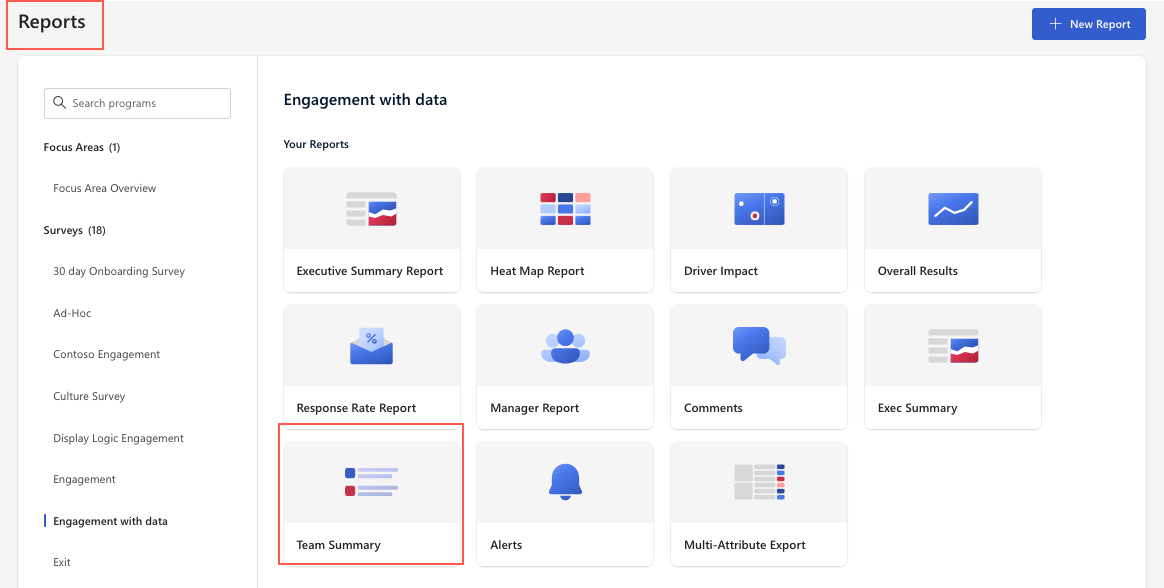 Reports
New Report
Search programs
Focus Areas (1)
Focus Area Overview
Surveys (18)
30 day Onboarding Survey
Ad-Hoc
Contoso Engagement
Culture Survey
Display Logic Engagement
Engagement
Engagement with data
Exit
Engagement with data
Your Reports
Executive Summary Report
Heat Map Report
Driver Impact
Overall Results
%
Response Rate Report
Manager Report
Comments
Exec Summary
Team Summary
Alerts
Multi-Attribute Export